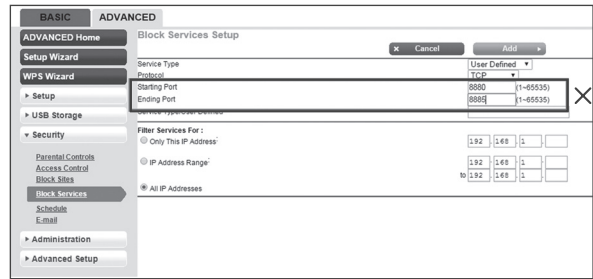 BASIC ADVANCED
ADVANCED Home
Block Services Setup
x Cancel Add
Setup Wizard
Service Type User Defined
WPS Wizard
Protocol TCP
Starting Port 8880 (1~65535)
Setup
Ending Port 8885 (1~65535)
USB Storage
Service Type/User Defined
Security
Filter Services For :
Only This IP Address: 192 . 168 . 1 .
Parental Controls
Access Control
IP Address Range: 192 . 168 . 1 .
Block Sites
to 192 . 168 . 1 .
Block Services
All IP Addresses
Schedule
E-mail
Administration
Advanced Setup